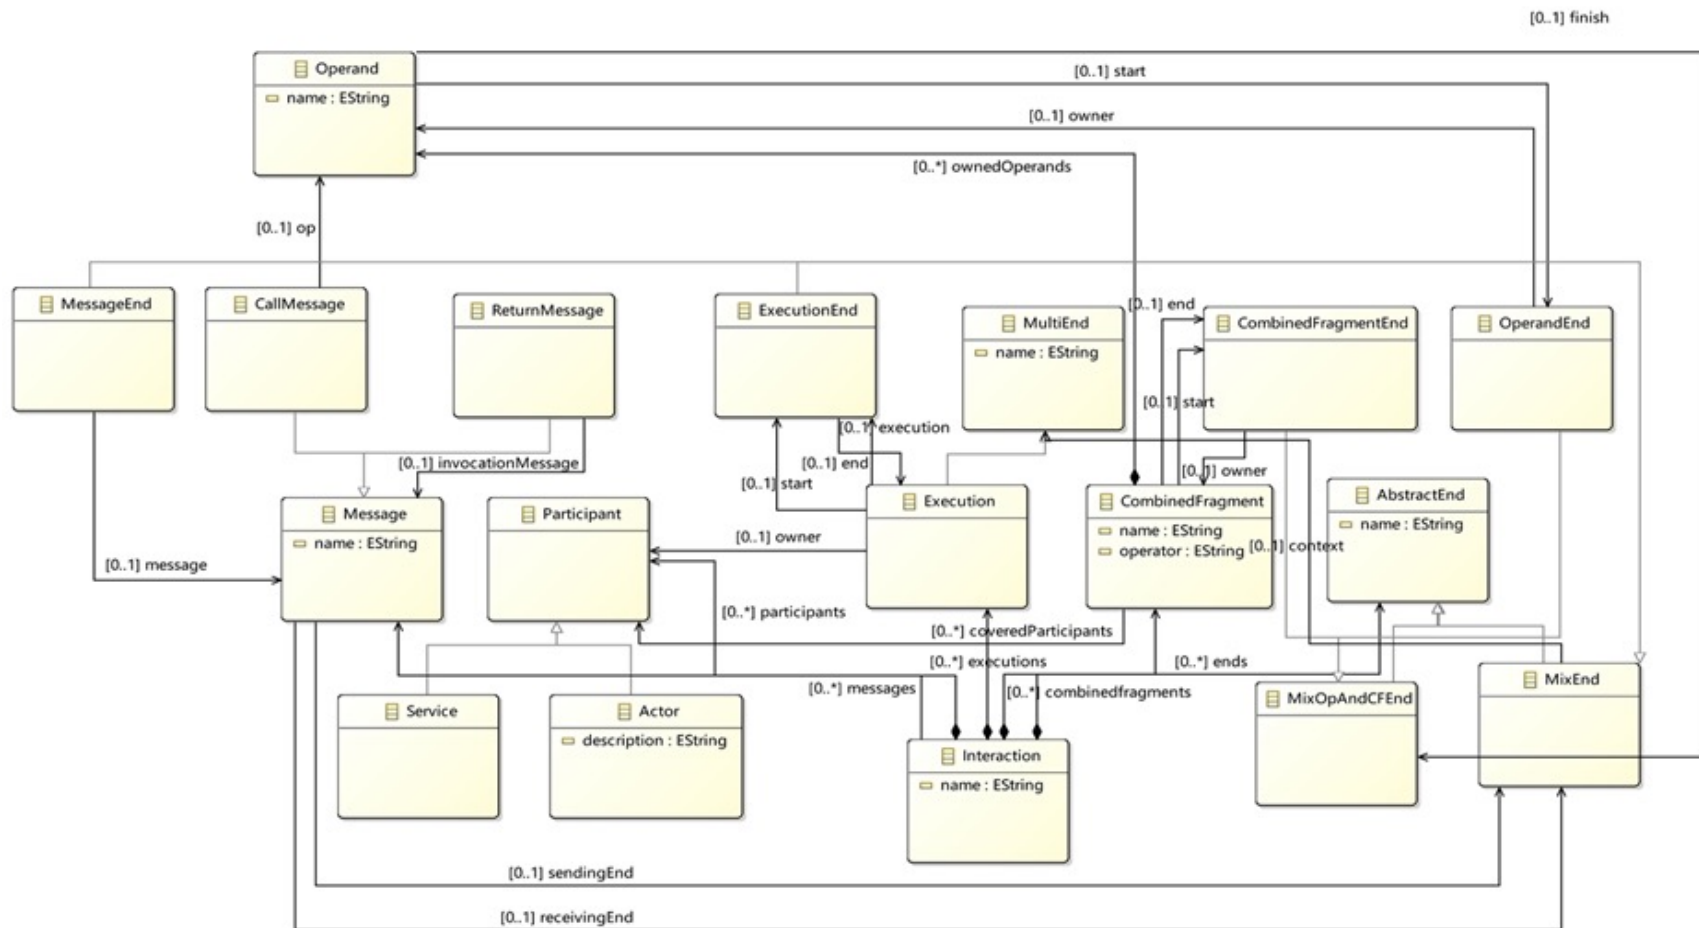 [0..1] finish
Operand
[0..1] start
name : EString
[0..1] owner
[0..*] ownedOperands
[0..1] op
MessageEnd
CallMessage
ReturnMessage
ExecutionEnd
MultiEnd
name : EString
[0..1] end
CombinedFragmentEnd
OperandEnd
[0..1] start
[0..1] execution
[0..1] invocationMessage
[0..1] end
[0..1] start
[0..1] owner
Message
name : EString
Participant
Execution
CombinedFragment
name : EString
operator : EString
AbstractEnd
name : EString
[0..1] context
[0..1] owner
[0..1] message
[0..*] participants
[0..*] coveredParticipants
[0..*] executions
[0..*] ends
[0..*] messages
[0..*] combinedfragments
Service
Actor
description : EString
Interaction
name : EString
MixOpAndCFEnd
MixEnd
[0..1] sendingEnd
[0..1] receivingEnd